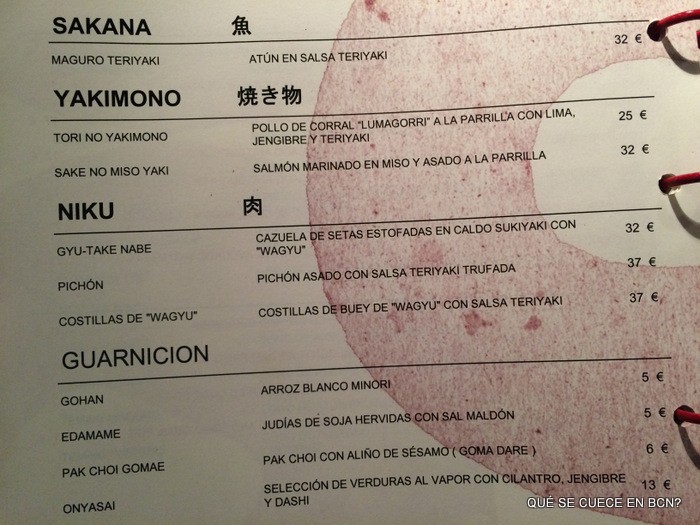 SAKANA 魚
MAGURO TERIYAKI ATÚN EN SALSA TERIYAKI 32 €
YAKIMONO 焼き物
TORI NO YAKIMONO POLLO DE CORRAL "LUMAGORRI" A LA PARRILLA CON LIMA, 25 €
JENGIBRE Y TERIYAKI
SAKE NO MISO YAKI SALMÓN MARINADO EN MISO Y ASADO A LA PARRILLA 32 €
NIKU 肉
GYU-TAKE NABE CAZUELA DE SETAS ESTOFADAS EN CALDO SUKIYAKI CON 32 €
"WAGYU"
PICHÓN PICHÓN ASADO CON SALSA TERIYAKI TRUFADA 37 €
COSTILLAS DE "WAGYU" COSTILLAS DE BUEY DE "WAGYU" CON SALSA TERIYAKI 37 €
GUARNICION
GOHAN ARROZ BLANCO MINORI 5 €
EDAMAME JUDÍAS DE SOJA HERVIDAS CON SAL MALDÓN 5 €
PAK CHOI GOMAE PAK CHOI CON ALIÑO DE SÉSAMO ( GOMA DARE ) 6 €
ONYASAI SELECCIÓN DE VERDURAS AL VAPOR CON CILANTRO, JENGIBRE 13 €
Y DASHI
QUÉ SE CUECE EN BCN?